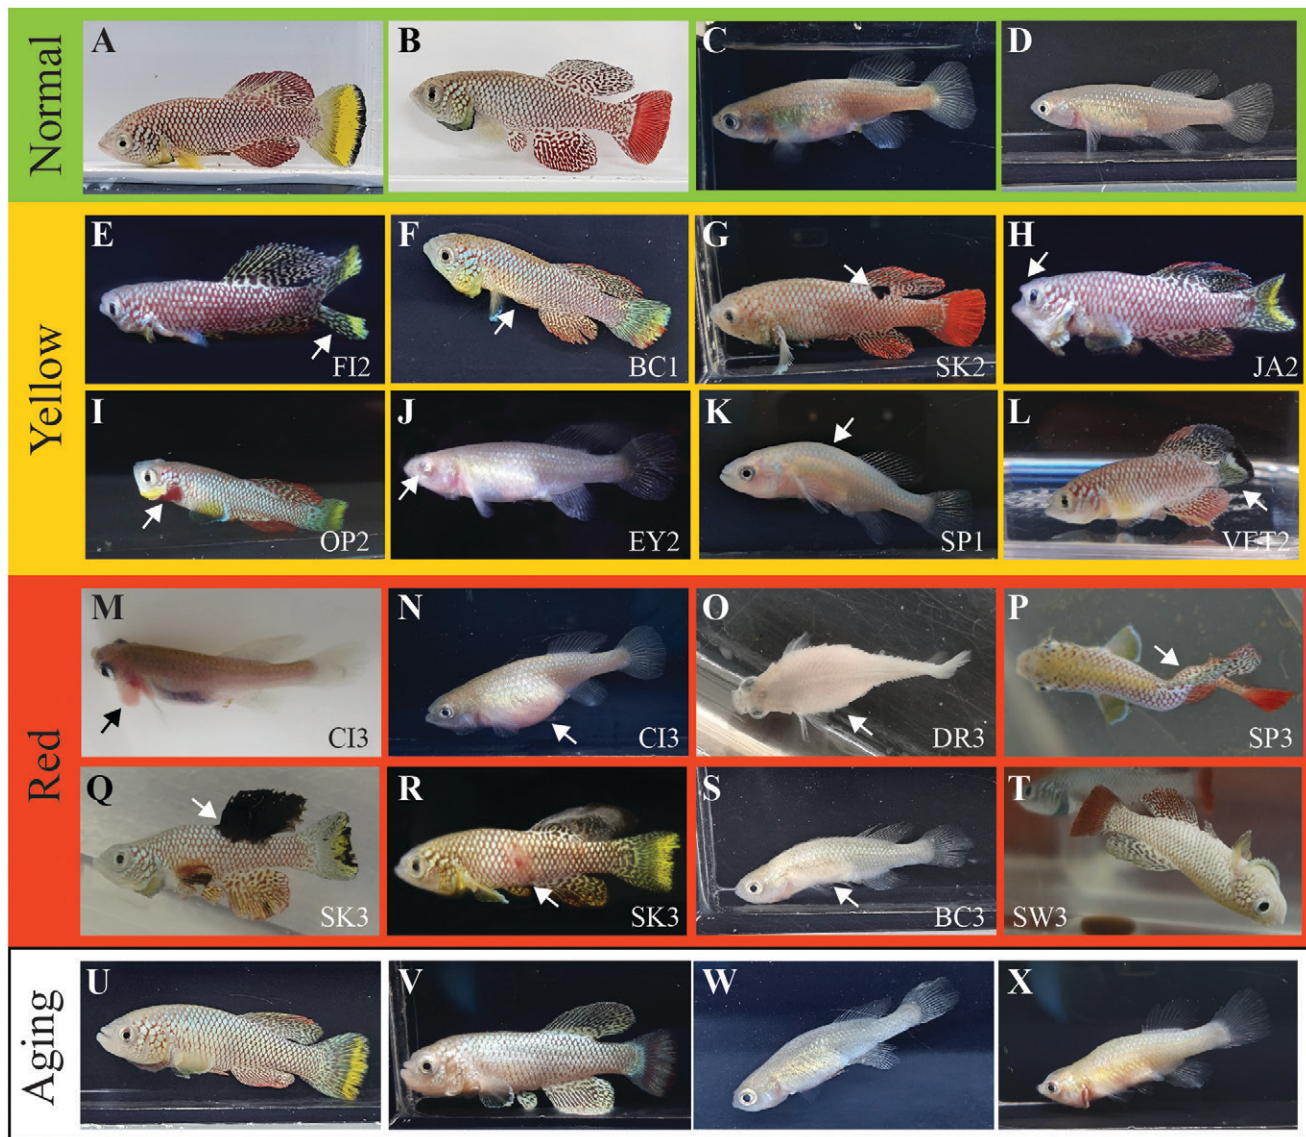 Normal
A
B
C
D
Yellow
E
FI2
F
BC1
G
SK2
H
JA2
I
OP2
J
EY2
K
SP1
L
VET2
Red
M
CI3
N
CI3
O
DR3
P
SP3
Q
SK3
R
SK3
S
BC3
T
SW3
Aging
U
V
W
X